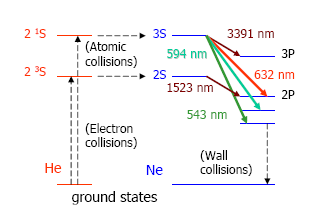 2 ¹S
3S
3391 nm
(Atomic
collisions)
594 nm
3P
2 ³S
2S
632 nm
1523 nm
2P
543 nm
(Electron
collisions)
(Wall
collisions)
He
Ne
ground states